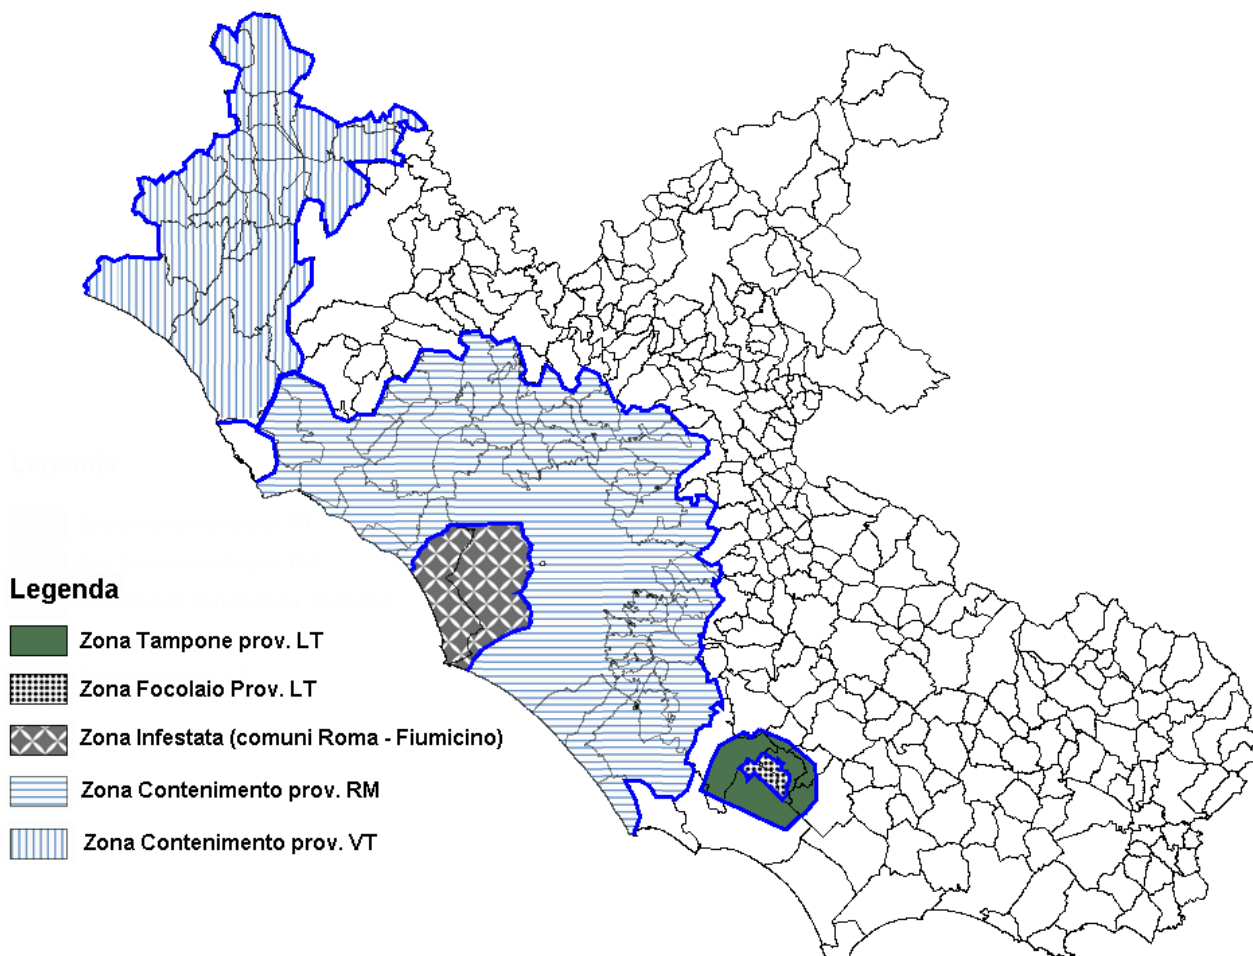 Legenda
Zona Tampone prov. LT
Zona Focolaio Prov. LT
Zona Infestata (comuni Roma - Fiumicino)
Zona Contenimento prov. RM
Zona Contenimento prov. VT